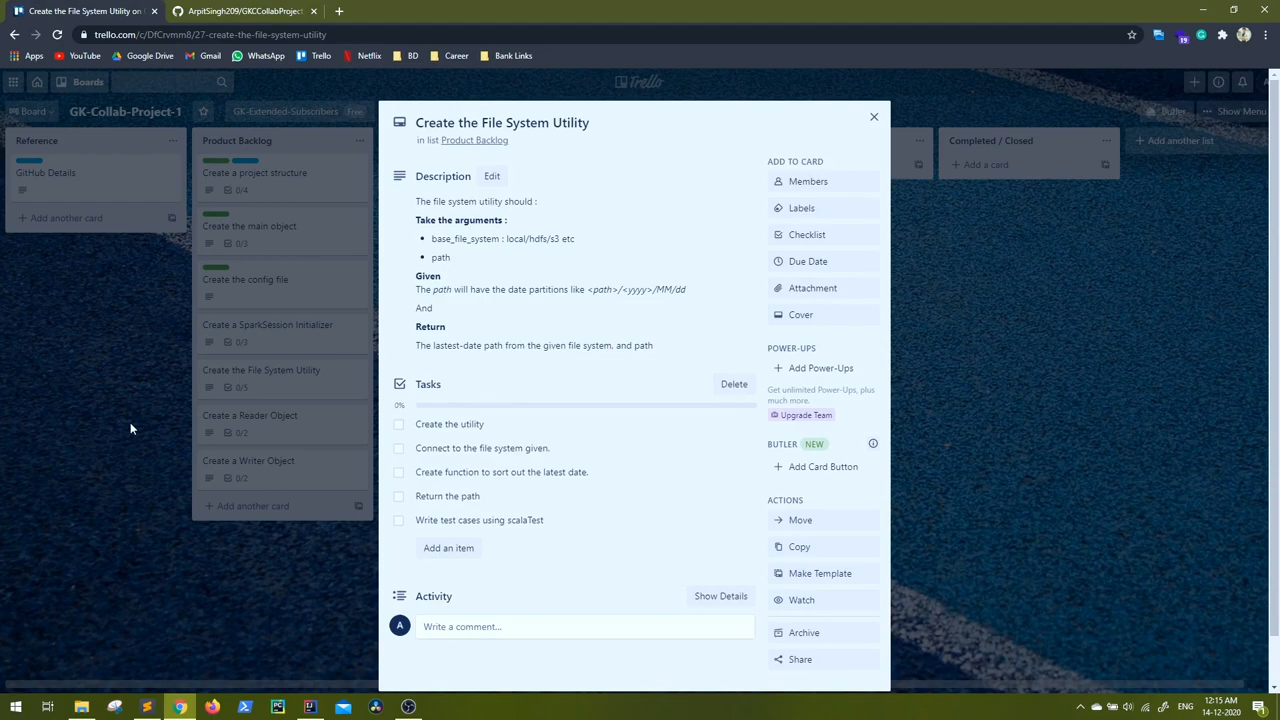 Create the File System Utility on
ArindamSharma/GKCollabProject
trello.com/c/DfCrvmm8/27-create-the-file-system-utility
Apps
YouTube
GMaps
WhatsApp
Trello
Netflix
BD
Career
Bank Links
Boards
Trello
Board
GK-Collab-Project-1
GK-Extended-Subscribers
Free
Butler
Show Menu
Reference
GitHub Details
Add another card
Product Backlog
Create a project structure
0/4
Create the main object
0/3
Create the config file
Create a SparkSession Initializer
0/3
Create the File System Utility
0/5
Create a Reader Object
0/2
Create a Writer Object
0/2
Add another card
Completed / Closed
Add a card
Add another list
Create the File System Utility
in list Product Backlog
Description
Edit
The file system utility should :
Take the arguments :
base_file_system : local/hdfs/s3 etc
path
Given
The path will have the date partitions like <path>/<yyyy>/MM/dd
And
Return
The lastest-date path from the given file system, and path
Tasks
Delete
0%
Create the utility
Connect to the file system given.
Create function to sort out the latest date.
Return the path
Write test cases using scalaTest
Add an item
Activity
Show Details
A
Write a comment...
ADD TO CARD
Members
Labels
Checklist
Due Date
Attachment
Cover
POWER-UPS
Add Power-Ups
Get unlimited Power-Ups, plus
much more.
Upgrade Team
BUTLER NEW
Add Card Button
ACTIONS
Move
Copy
Make Template
Watch
Archive
Share
12:15 AM
14-12-2020